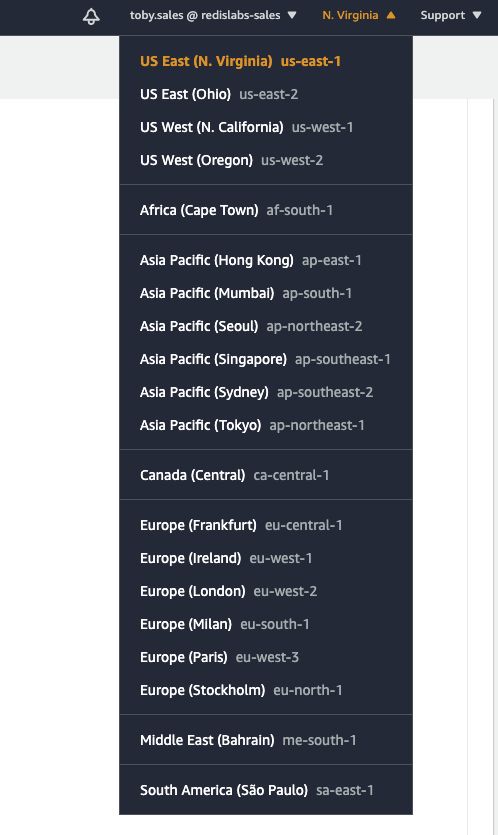 toby.sales @ redislabs-sales ▼ N. Virginia ▲ Support ▼
US East (N. Virginia) us-east-1
US East (Ohio) us-east-2
US West (N. California) us-west-1
US West (Oregon) us-west-2
Africa (Cape Town) af-south-1
Asia Pacific (Hong Kong) ap-east-1
Asia Pacific (Mumbai) ap-south-1
Asia Pacific (Seoul) ap-northeast-2
Asia Pacific (Singapore) ap-southeast-1
Asia Pacific (Sydney) ap-southeast-2
Asia Pacific (Tokyo) ap-northeast-1
Canada (Central) ca-central-1
Europe (Frankfurt) eu-central-1
Europe (Ireland) eu-west-1
Europe (London) eu-west-2
Europe (Milan) eu-south-1
Europe (Paris) eu-west-3
Europe (Stockholm) eu-north-1
Middle East (Bahrain) me-south-1
South America (São Paulo) sa-east-1